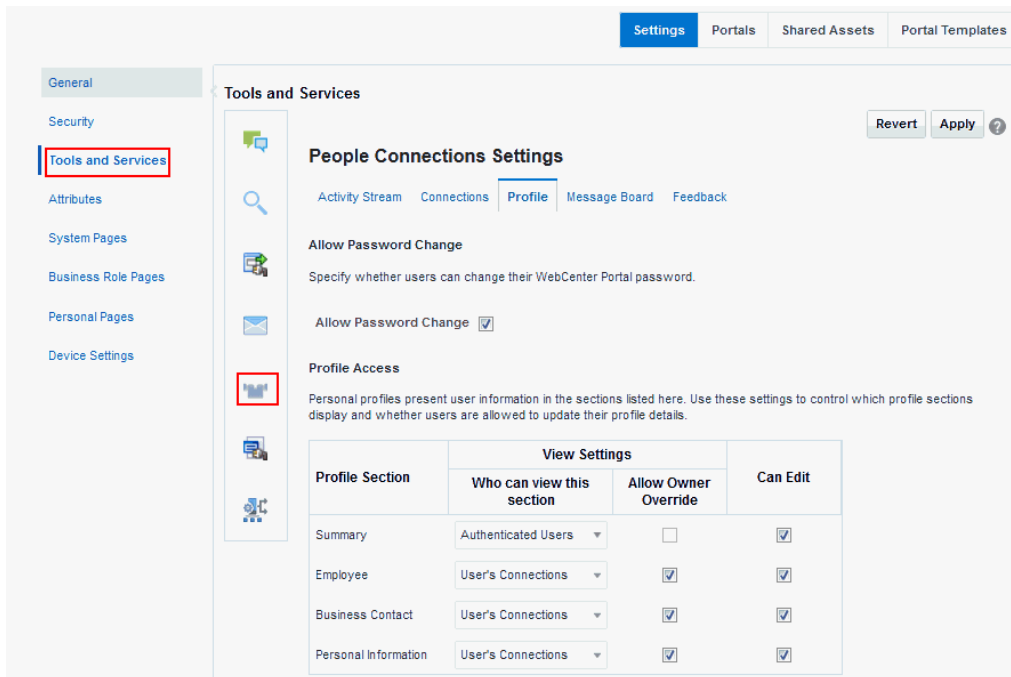 Settings Portals Shared Assets Portal Templates
General
Security
Tools and Services
Attributes
System Pages
Business Role Pages
Personal Pages
Device Settings
Tools and Services
Revert Apply ?
People Connections Settings
Activity Stream Connections Profile Message Board Feedback
Allow Password Change
Specify whether users can change their WebCenter Portal password.
Allow Password Change
Profile Access
Personal profiles present user information in the sections listed here. Use these settings to control which profile sections
display and whether users are allowed to update their profile details.
Profile Section
View Settings
Who can view this
section
Allow Owner
Override
Can Edit
Summary Authenticated Users
Employee User's Connections
Business Contact User's Connections
Personal Information User's Connections